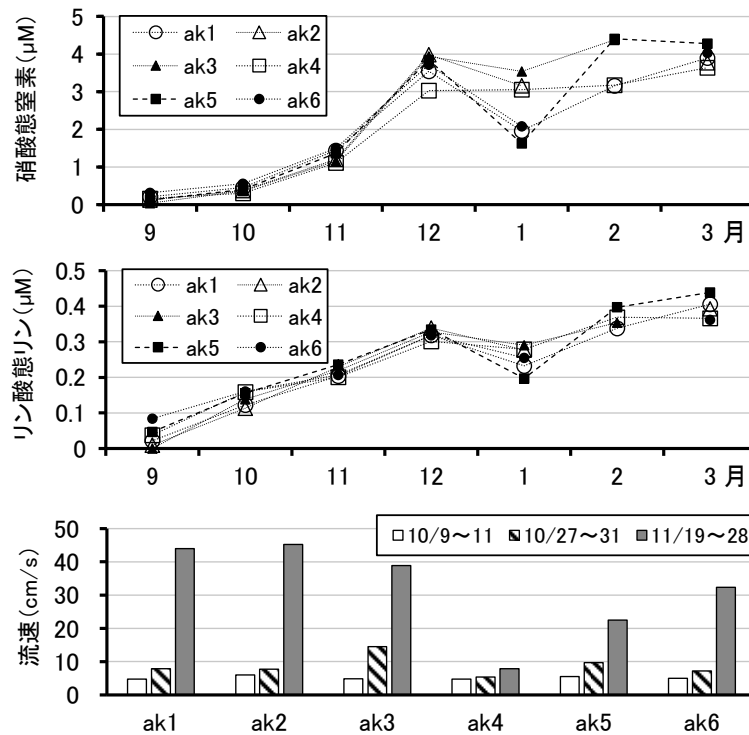 硝酸態窒素(μM)
5
4
3
2
1
0
ak1 ak2
ak3 ak4
ak5 ak6
9 10 11 12 1 2 3 月
リン酸態リン(μM)
0.5
0.4
0.3
0.2
0.1
0
ak1 ak2
ak3 ak4
ak5 ak6
9 10 11 12 1 2 3 月
流速(cm/s)
50
40
30
20
10
0
10/9～11 10/27～31 11/19～28
ak1 ak2 ak3 ak4 ak5 ak6